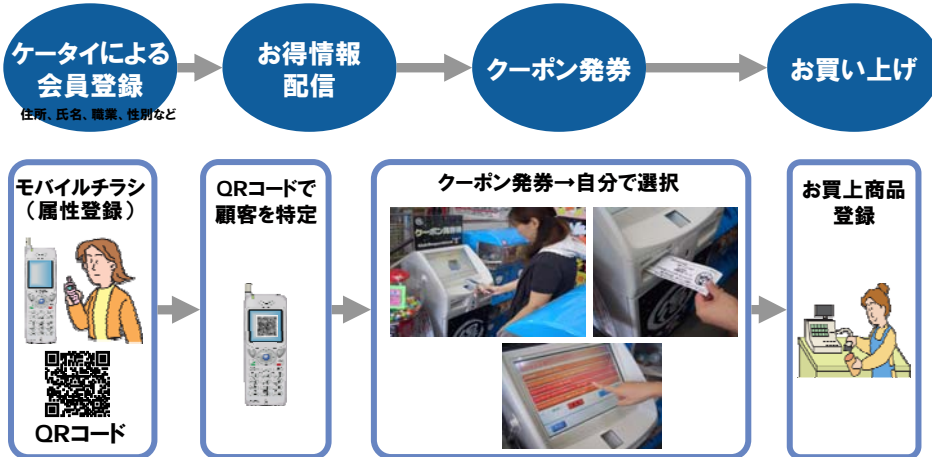 ケータイによる
会員登録
住所、氏名、職業、性別など
お得情報
配信
クーポン発券
お買い上げ
モバイルチラシ
（属性登録）
QRコード
QRコードで
顧客を特定
クーポン発券→自分で選択
クーポン発券機
お買上商品
登録